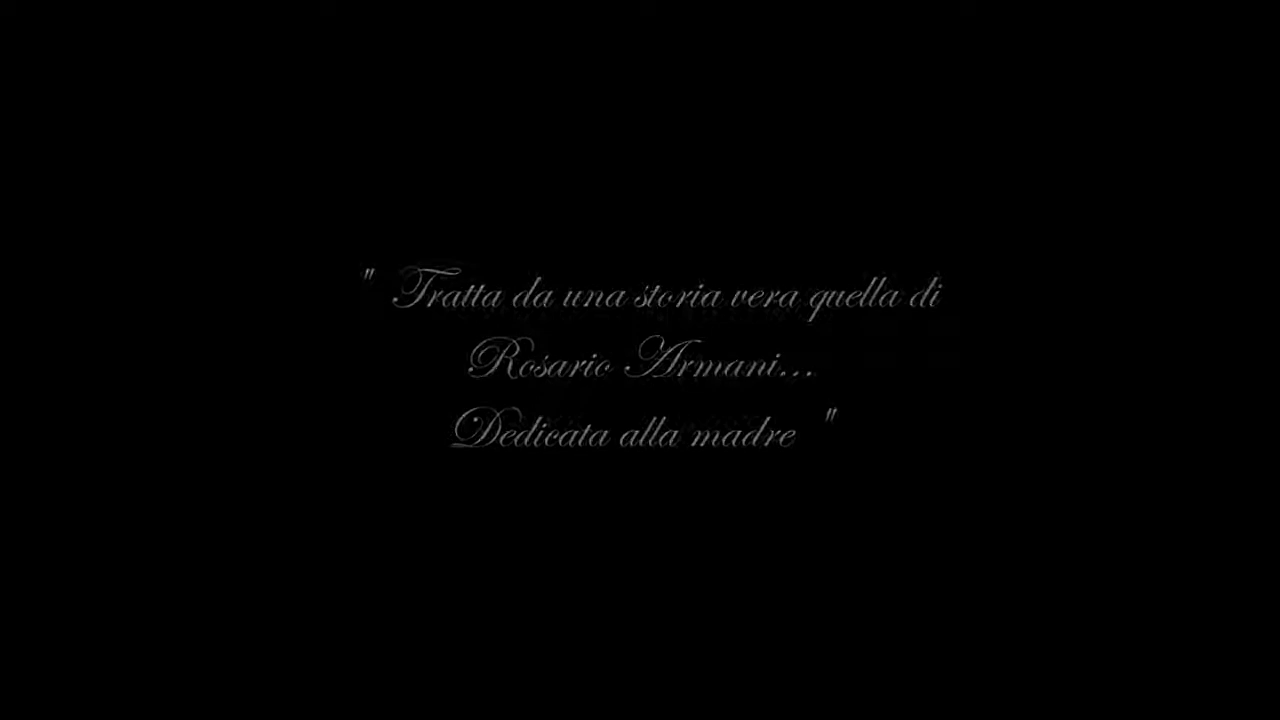 " Tratta da una storia vera quella di
Rosario Armani...
Dedicata alla madre "